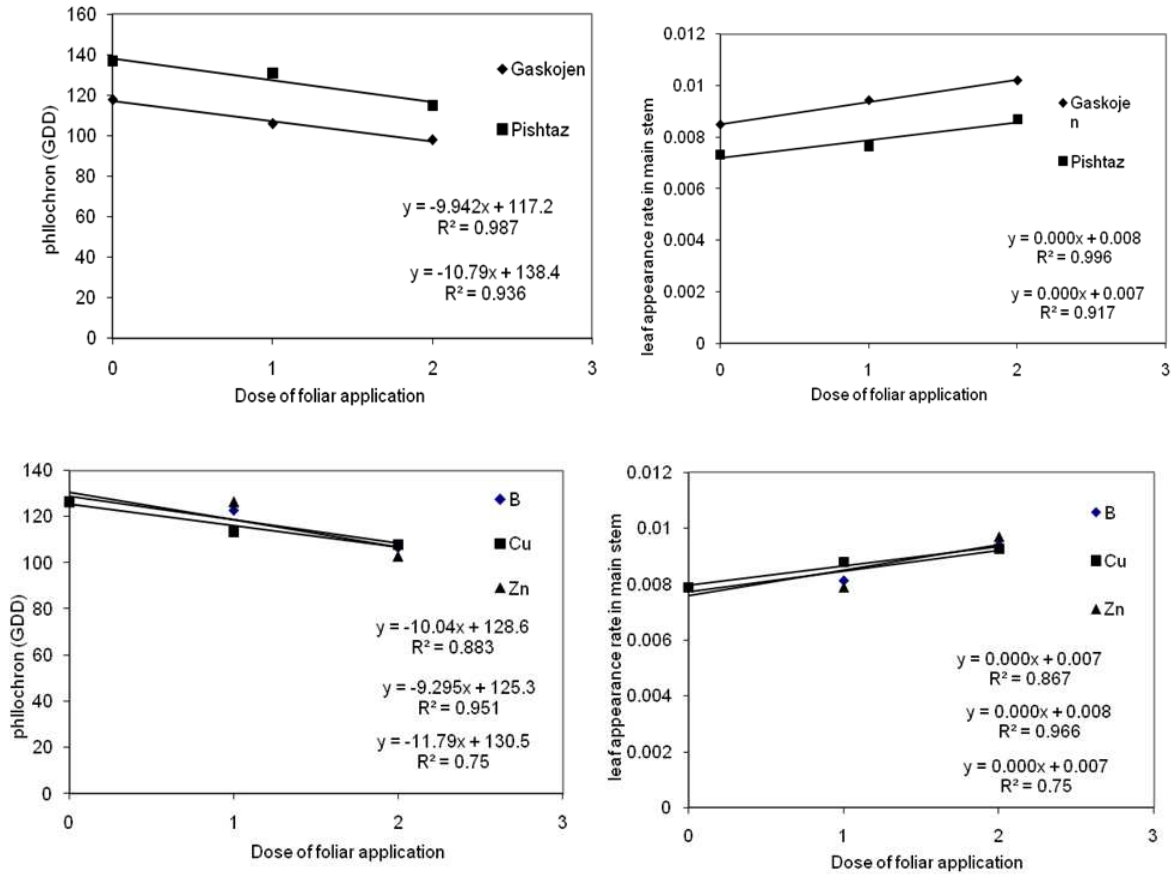 160
140
120
100
80
60
40
20
0
phllochron (GDD)
0 1 2 3
Dose of foliar application
Gaskojen
Pishtaz
y = -9.942x + 117.2
R² = 0.987
y = -10.79x + 138.4
R² = 0.936
0.012
0.01
0.008
0.006
0.004
0.002
0
leaf appearance rate in main stem
0 1 2 3
Dose of foliar application
Gaskoje
n
Pishtaz
y = 0.000x + 0.008
R² = 0.996
y = 0.000x + 0.007
R² = 0.917
140
120
100
80
60
40
20
0
phllochron (GDD)
0 1 2 3
Dose of foliar application
B
Cu
Zn
y = -10.04x + 128.6
R² = 0.883
y = -9.295x + 125.3
R² = 0.951
y = -11.79x + 130.5
R² = 0.75
0.012
0.01
0.008
0.006
0.004
0.002
0
leaf appearance rate in main stem
0 1 2 3
Dose of foliar application
B
Cu
Zn
y = 0.000x + 0.007
R² = 0.867
y = 0.000x + 0.008
R² = 0.966
y = 0.000x + 0.007
R² = 0.75